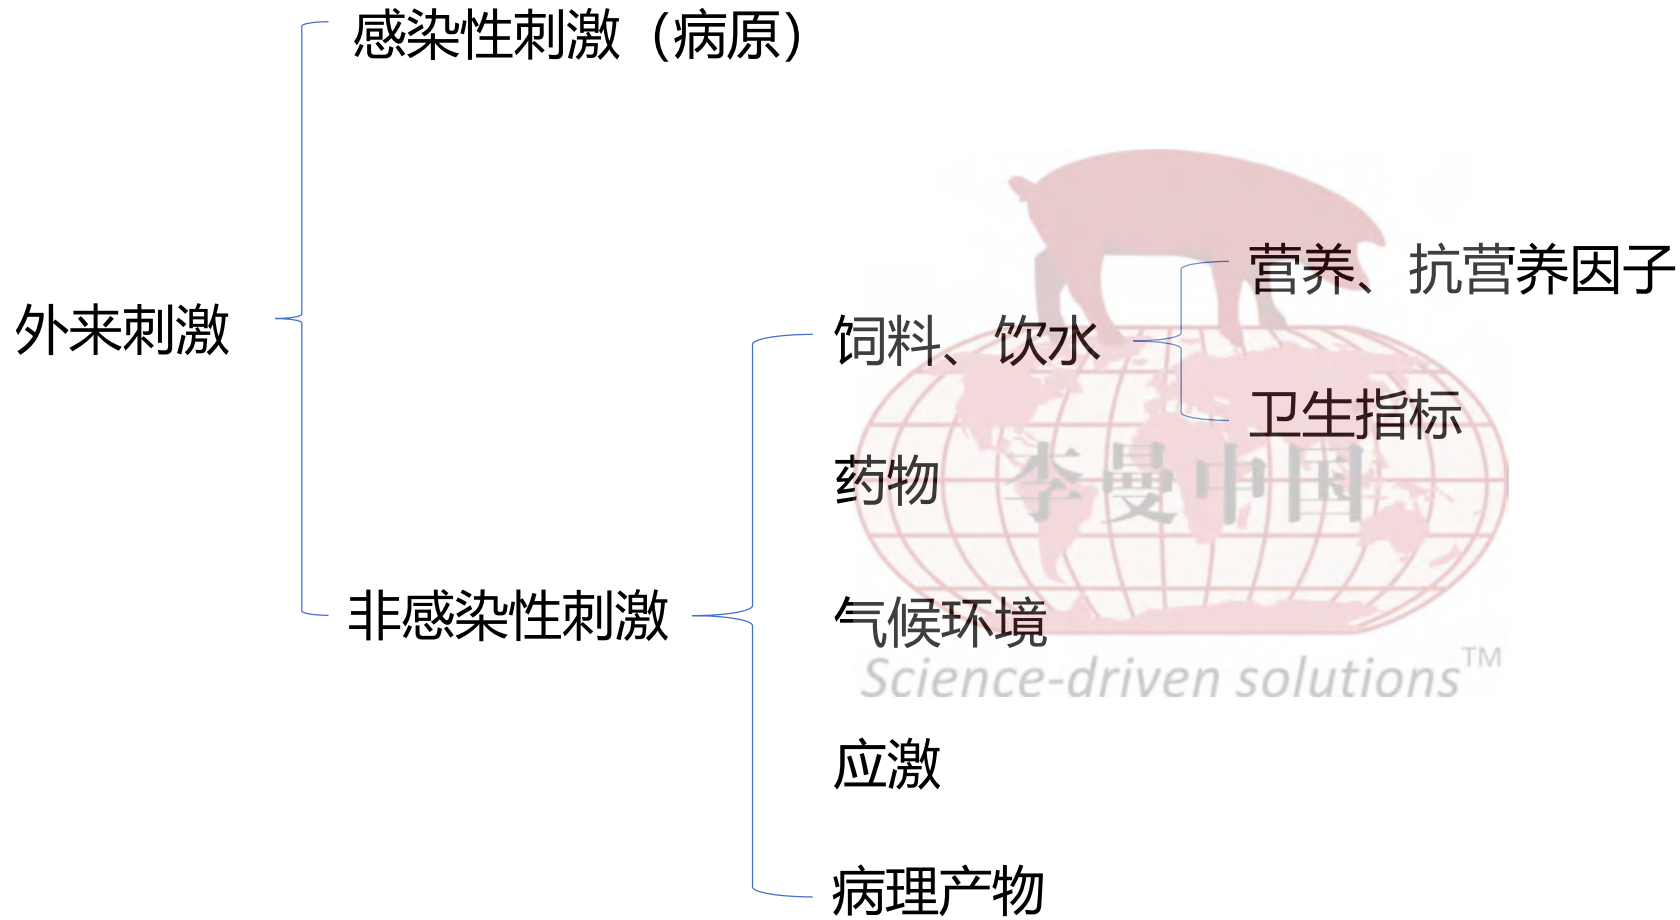 感染性刺激（病原）
外来刺激
营养、抗营养因子
饲料、饮水
卫生指标
药物
李曼中国
非感染性刺激
气候环境
Science-driven solutions™
应激
病理产物